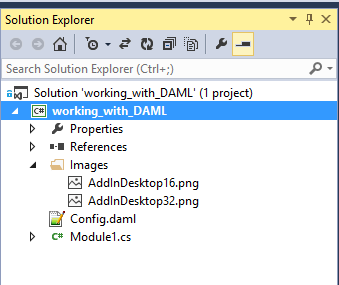 Solution Explorer
Search Solution Explorer (Ctrl+;)
Solution 'working_with_DAML' (1 project)
C# working_with_DAML
Properties
References
Images
AddInDesktop16.png
AddInDesktop32.png
Config.daml
C# Module1.cs